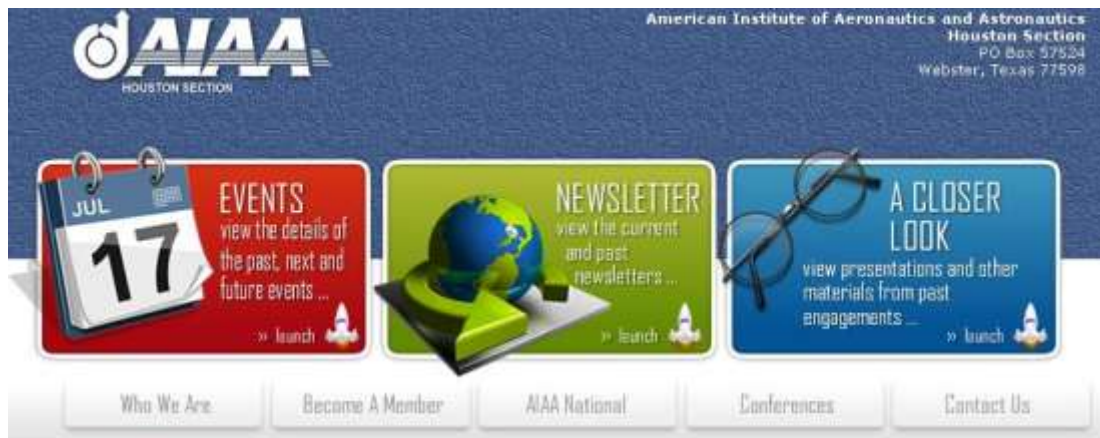 AIAA
HOUSTON SECTION
American Institute of Aeronautics and Astronautics
Houston Section
PO Box 57524
Webster, Texas 77598
JUL
17
EVENTS
view the details of
the past, next and
future events ...
» launch
NEWSLETTER
view the current
and past
newsletters ...
» launch
A CLOSER
LOOK
view presentations and other
materials from past
engagements ...
» launch
Who We Are
Become A Member
AIAA National
Conferences
Contact Us